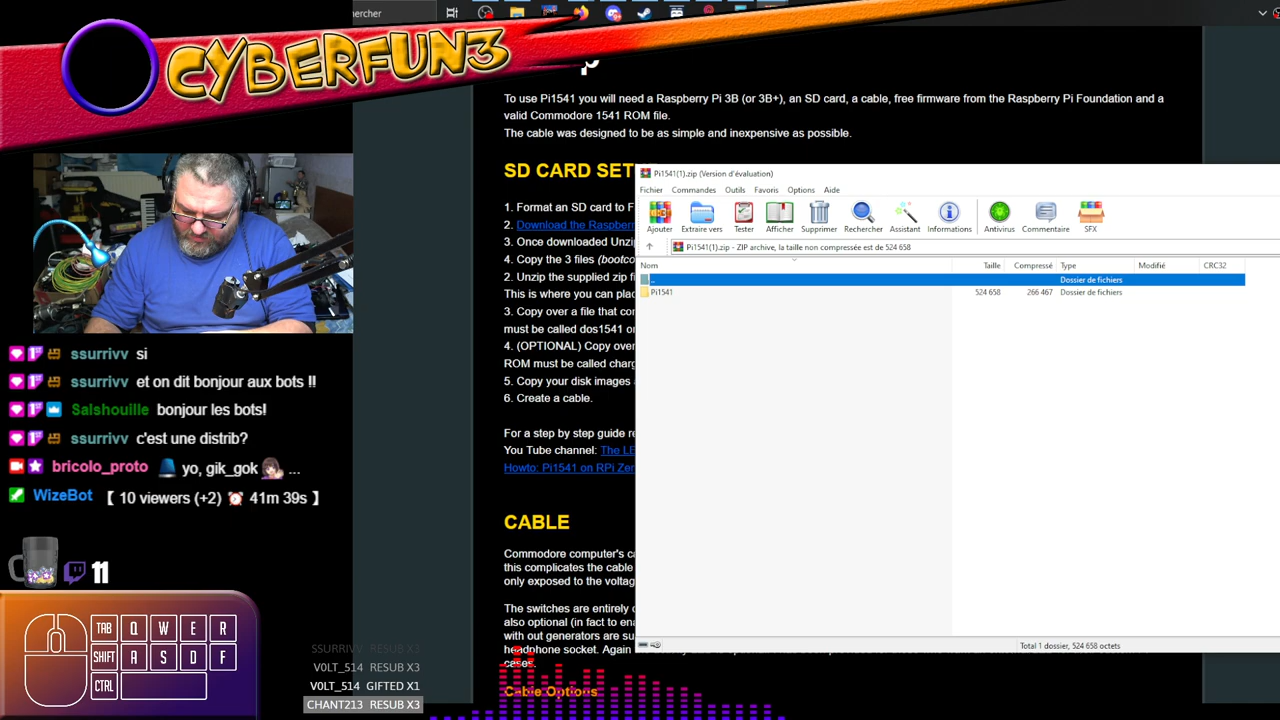 hercher
CYBERFUN3
p
To use Pi1541 you will need a Raspberry Pi 3B (or 3B+), an SD card, a cable, free firmware from the Raspberry Pi Foundation and a
valid Commodore 1541 ROM file.
The cable was designed to be as simple and inexpensive as possible.
SD CARD SET
1. Format an SD card to F
2. Download the Raspberr
3. Once downloaded Unzi
4. Copy the 3 files (bootco
2. Unzip the supplied zip f
This is where you can plac
3. Copy over a file that con
must be called dos1541 or
4. (OPTIONAL) Copy over
ROM must be called charg
5. Copy your disk images
6. Create a cable.
For a step by step guide re
You Tube channel: The LE
Howto: Pi1541 on RPi Zer
CABLE
Commodore computer's ca
this complicates the cable
only exposed to the voltag
The switches are entirely o
also optional (in fact to ena
with out generators are su
headphone socket. Again
cases.
Cable Options
Pi1541(1).zip (Version d'évaluation)
Fichier Commandes Outils Favoris Options Aide
Ajouter Extraire vers Tester Afficher Supprimer Rechercher Assistant Informations Antivirus Commentaire SFX
Pi1541(1).zip - ZIP archive, la taille non compressée est de 524 658
Nom Taille Compressé Type Modifié CRC32
.. Dossier de fichiers
Pi1541 524 658 266 467 Dossier de fichiers
Total 1 dossier, 524 658 octets
ssurrivv si
ssurrivv et on dit bonjour aux bots !!
Salshouille bonjour les bots!
ssurrivv c'est une distrib?
bricolo_proto yo, gik_gok ...
WizeBot 【 10 viewers (+2) ⏰ 41m 39s 】
11
TAB Q W E R
SHIFT A S D F
CTRL
SSURRIVV RESUB X3
V0LT_514 RESUB X3
V0LT_514 GIFTED X1
CHANT213 RESUB X3